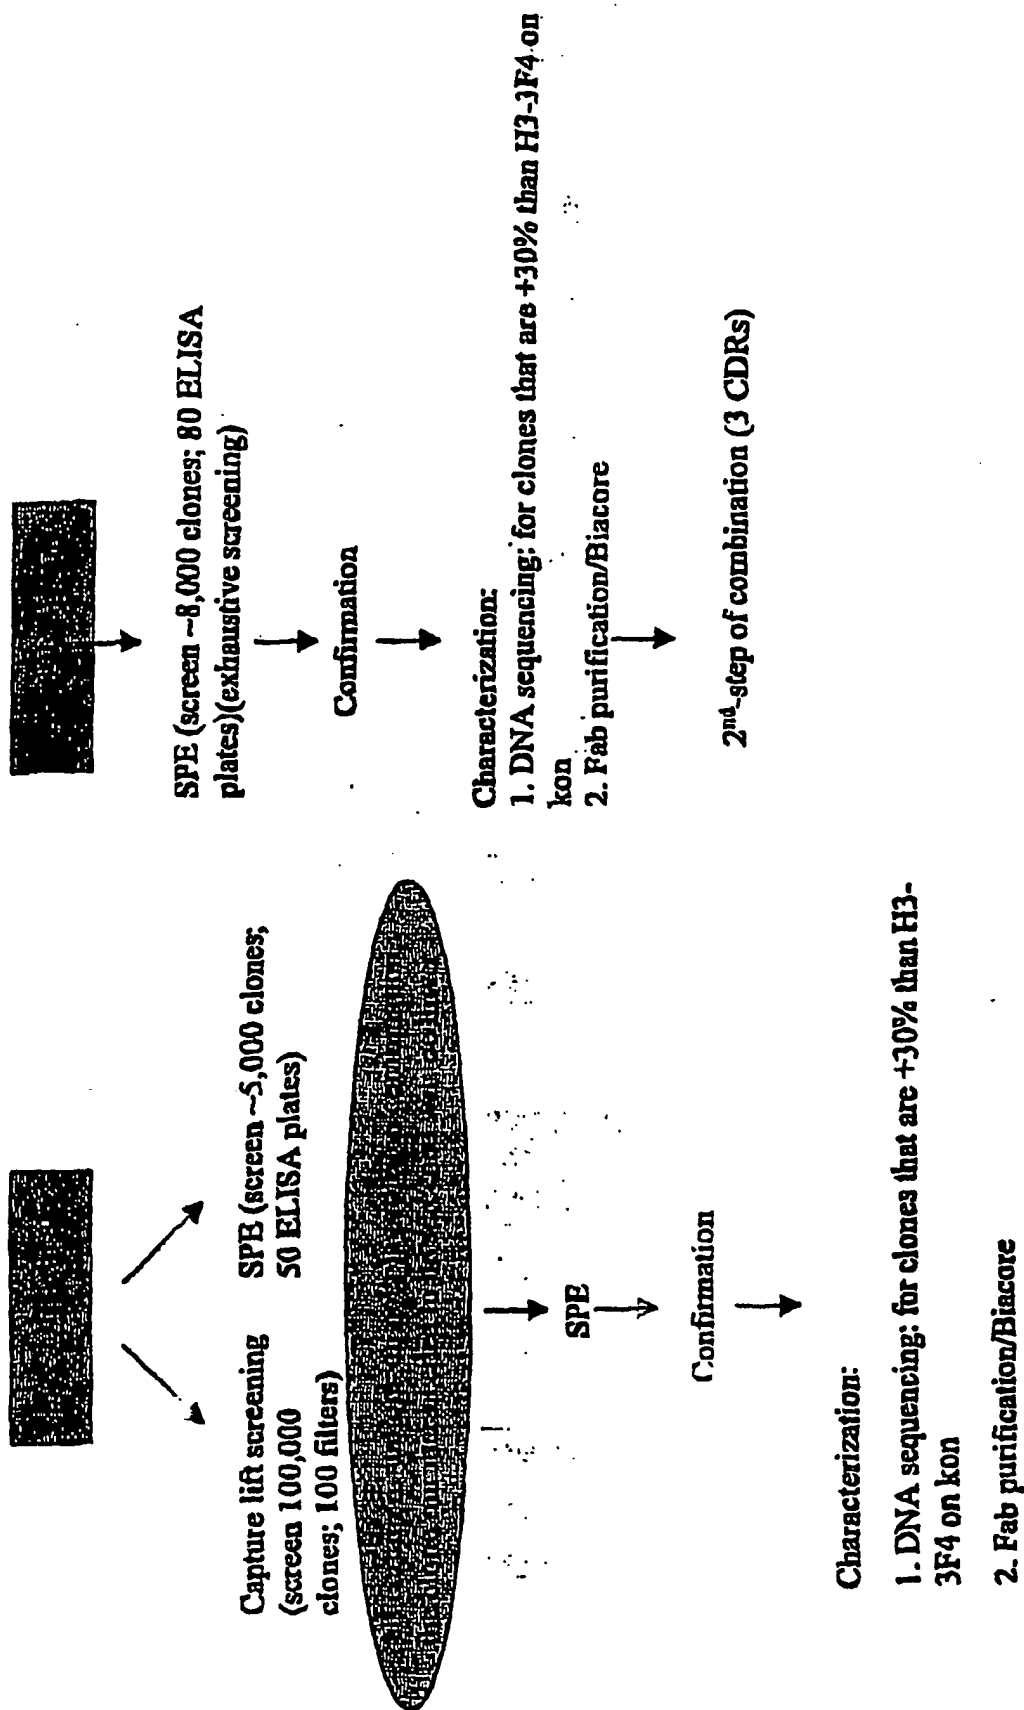 Capture lift screening
(screen 100,000
clones; 100 filters)
SPE (screen ~5,000 clones;
50 ELISA plates)
SPE
Confirmation
Characterization:
1. DNA sequencing: for clones that are +30% than H3-
3F4 on kon
2. Fab purification/Biacore
SPE (screen ~8,000 clones; 80 ELISA
plates)(exhaustive screening)
Confirmation
Characterization:
1. DNA sequencing: for clones that are +30% than H3-3F4 on
kon
2. Fab purification/Biacore
2nd-step of combination (3 CDRs)